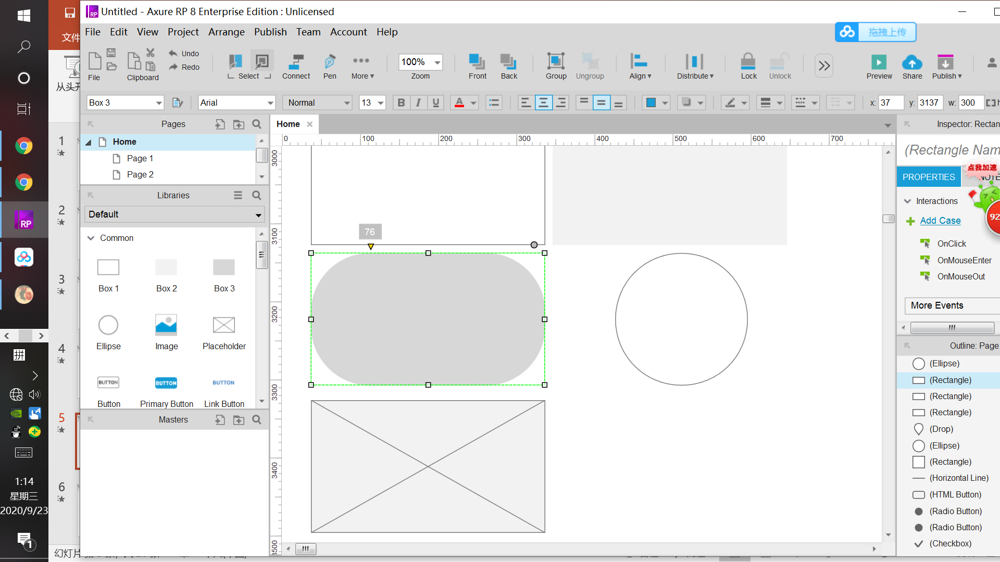 Untitled - Axure RP 8 Enterprise Edition : Unlicensed
文件
File Edit View Project Arrange Publish Team Account Help
拖拽上传
Undo
Redo
File
Clipboard
Select
Connect
Pen
More
100%
Zoom
Front
Back
Group
Ungroup
Align
Distribute
Lock
Unlock
Preview
Share
Publish
从头开
Box 3
Arial
Normal
13
B I U
A
x: 37 y: 3137 w: 300
Pages
Home
Inspector: Rectan
0 100 200 300 400 500 600 700
Home
Page 1
Page 2
(Rectangle Nam
点我加速
PROPERTIES
NOTE
Libraries
Default
Interactions
Add Case
92
Common
OnClick
OnMouseEnter
OnMouseOut
Box 1
Box 2
Box 3
More Events
Ellipse
Image
Placeholder
BUTTON
BUTTON
BUTTON
Button
Primary Button
Link Button
Masters
76
3000
3100
3200
3300
3400
3500
Outline: Page
(Ellipse)
(Rectangle)
(Rectangle)
(Rectangle)
(Drop)
(Ellipse)
(Rectangle)
(Horizontal Line)
(HTML Button)
(Radio Button)
(Radio Button)
(Checkbox)
1
2
3
4
5
6
RP
RP
拼
1:14
星期三
2020/9/23
1
幻灯片